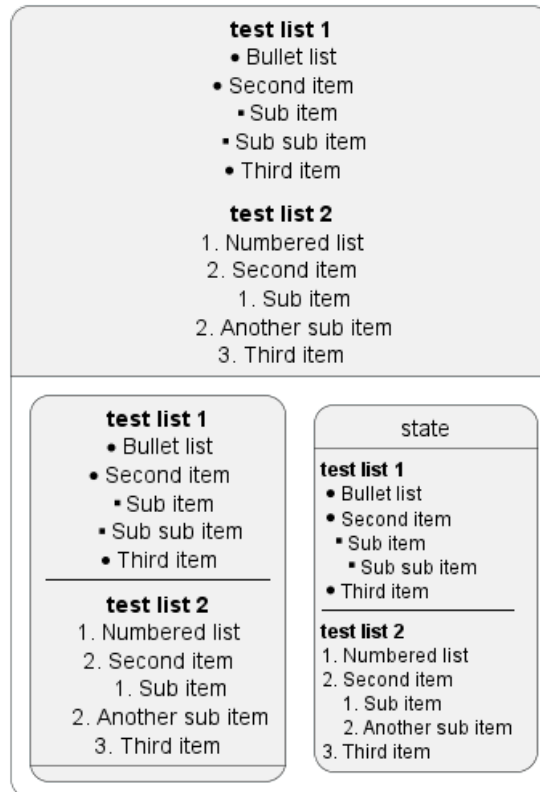 test list 1
• Bullet list
• Second item
▪ Sub item
▪ Sub sub item
• Third item
test list 2
1. Numbered list
2. Second item
1. Sub item
2. Another sub item
3. Third item
test list 1
• Bullet list
• Second item
▪ Sub item
▪ Sub sub item
• Third item
test list 2
1. Numbered list
2. Second item
1. Sub item
2. Another sub item
3. Third item
state
test list 1
• Bullet list
• Second item
▪ Sub item
▪ Sub sub item
• Third item
test list 2
1. Numbered list
2. Second item
1. Sub item
2. Another sub item
3. Third item